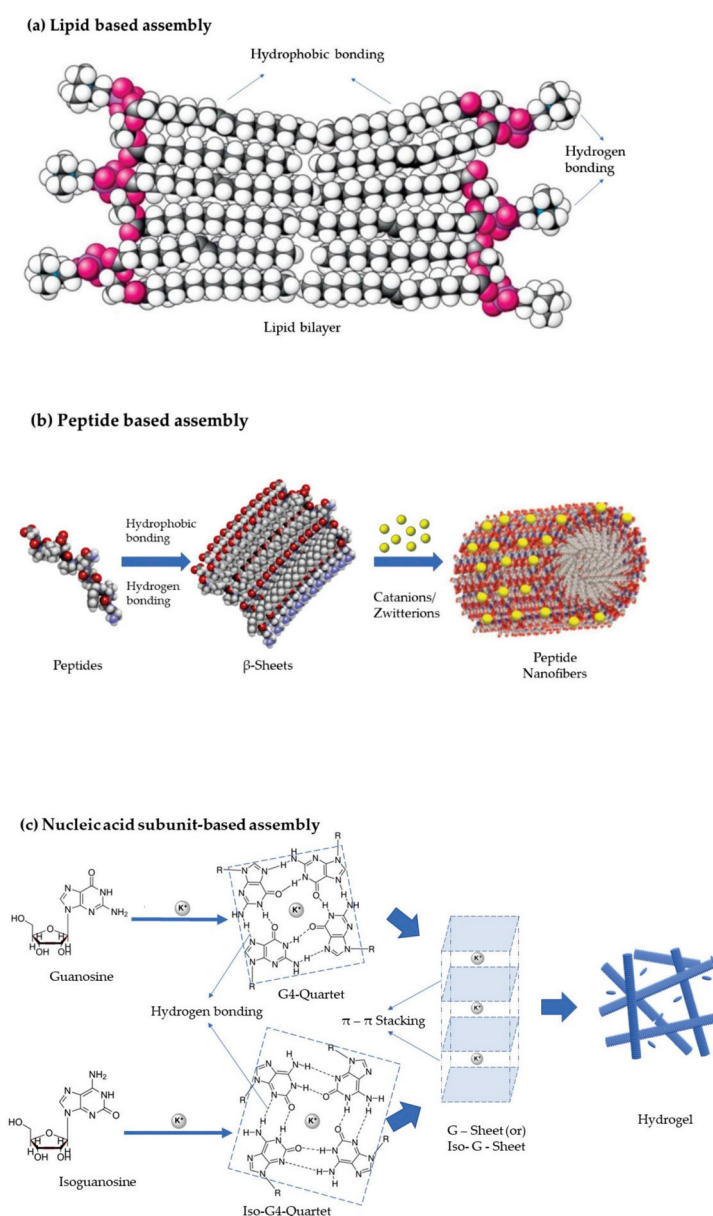 (a) Lipid based assembly
Hydrophobic bonding
Hydrogen
bonding
Lipid bilayer
(b) Peptide based assembly
Hydrophobic
bonding
Hydrogen
bonding
Catanions/
Zwitterions
Peptides
β-Sheets
Peptide
Nanofibers
(c) Nucleic acid subunit-based assembly
Guanosine
K+
G4-Quartet
Hydrogen bonding
π – π Stacking
Isoguanosine
K+
Iso-G4-Quartet
K+
K+
K+
G – Sheet (or)
Iso- G - Sheet
Hydrogel